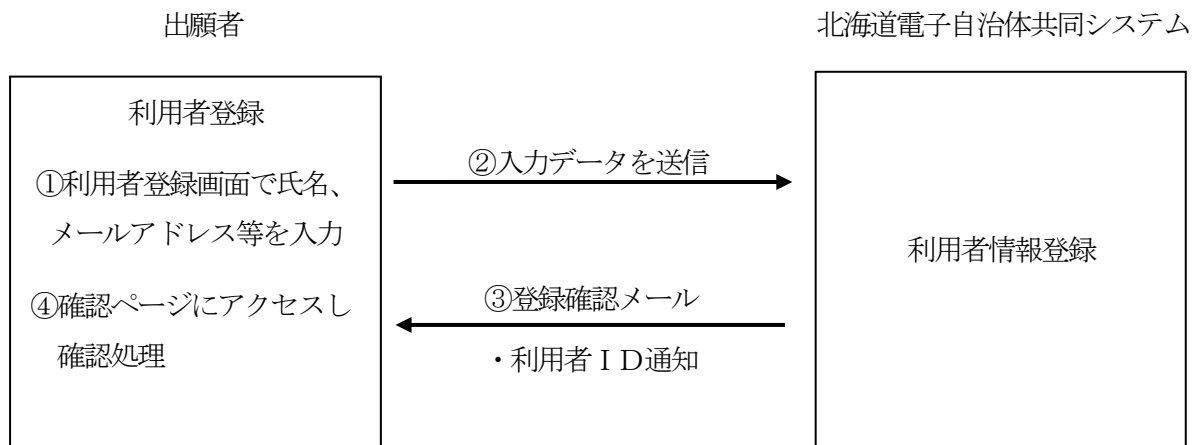 出願者
北海道電子自治体共同システム
利用者登録
①利用者登録画面で氏名、
メールアドレス等を入力
④確認ページにアクセスし
確認処理
②入力データを送信
③登録確認メール
・利用者ＩＤ通知
利用者情報登録